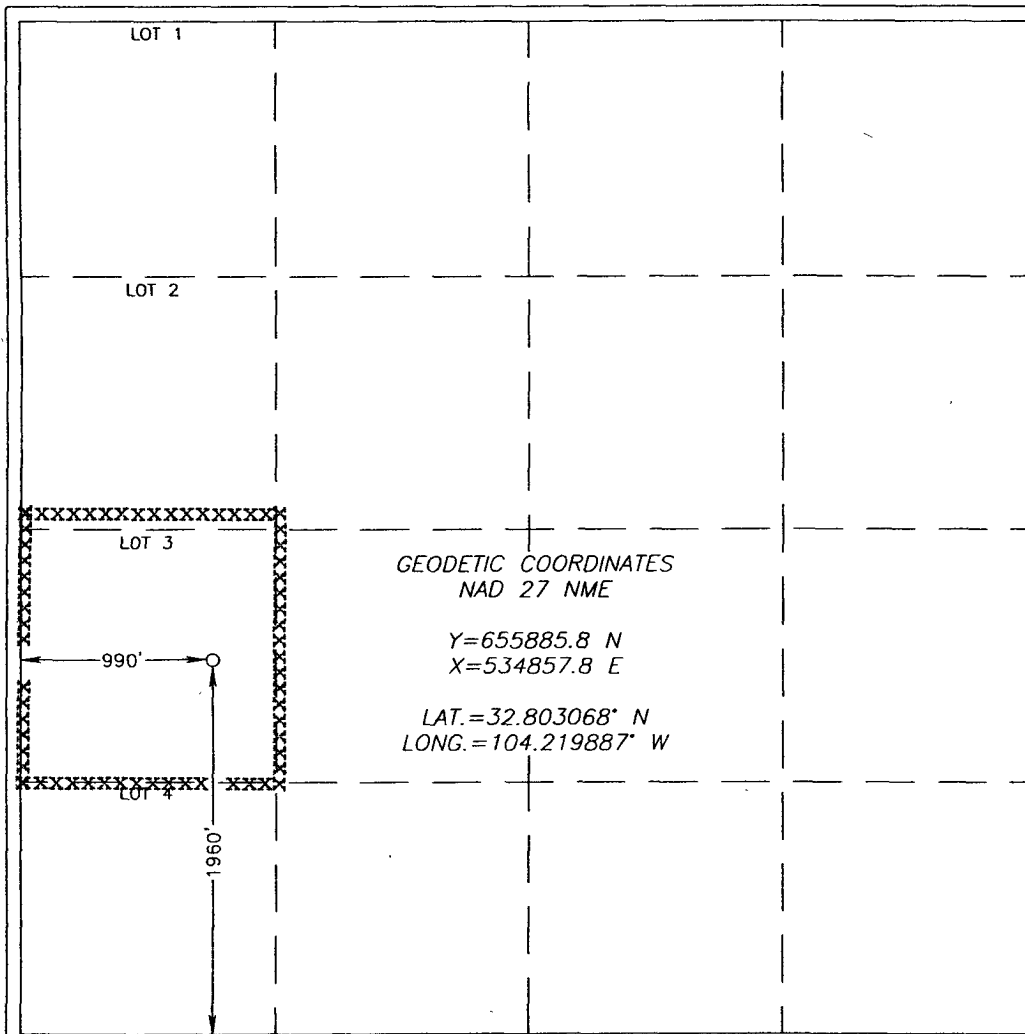 LOT 1
LOT 2
XXXXXXXXXXXXXXXXX
LOT 3
GEODETIC COORDINATES
NAD 27 NME
Y=655885.8 N
X=534857.8 E
990'
LAT.=32.803068° N
LONG.=104.219887° W
LOT 4
1960'